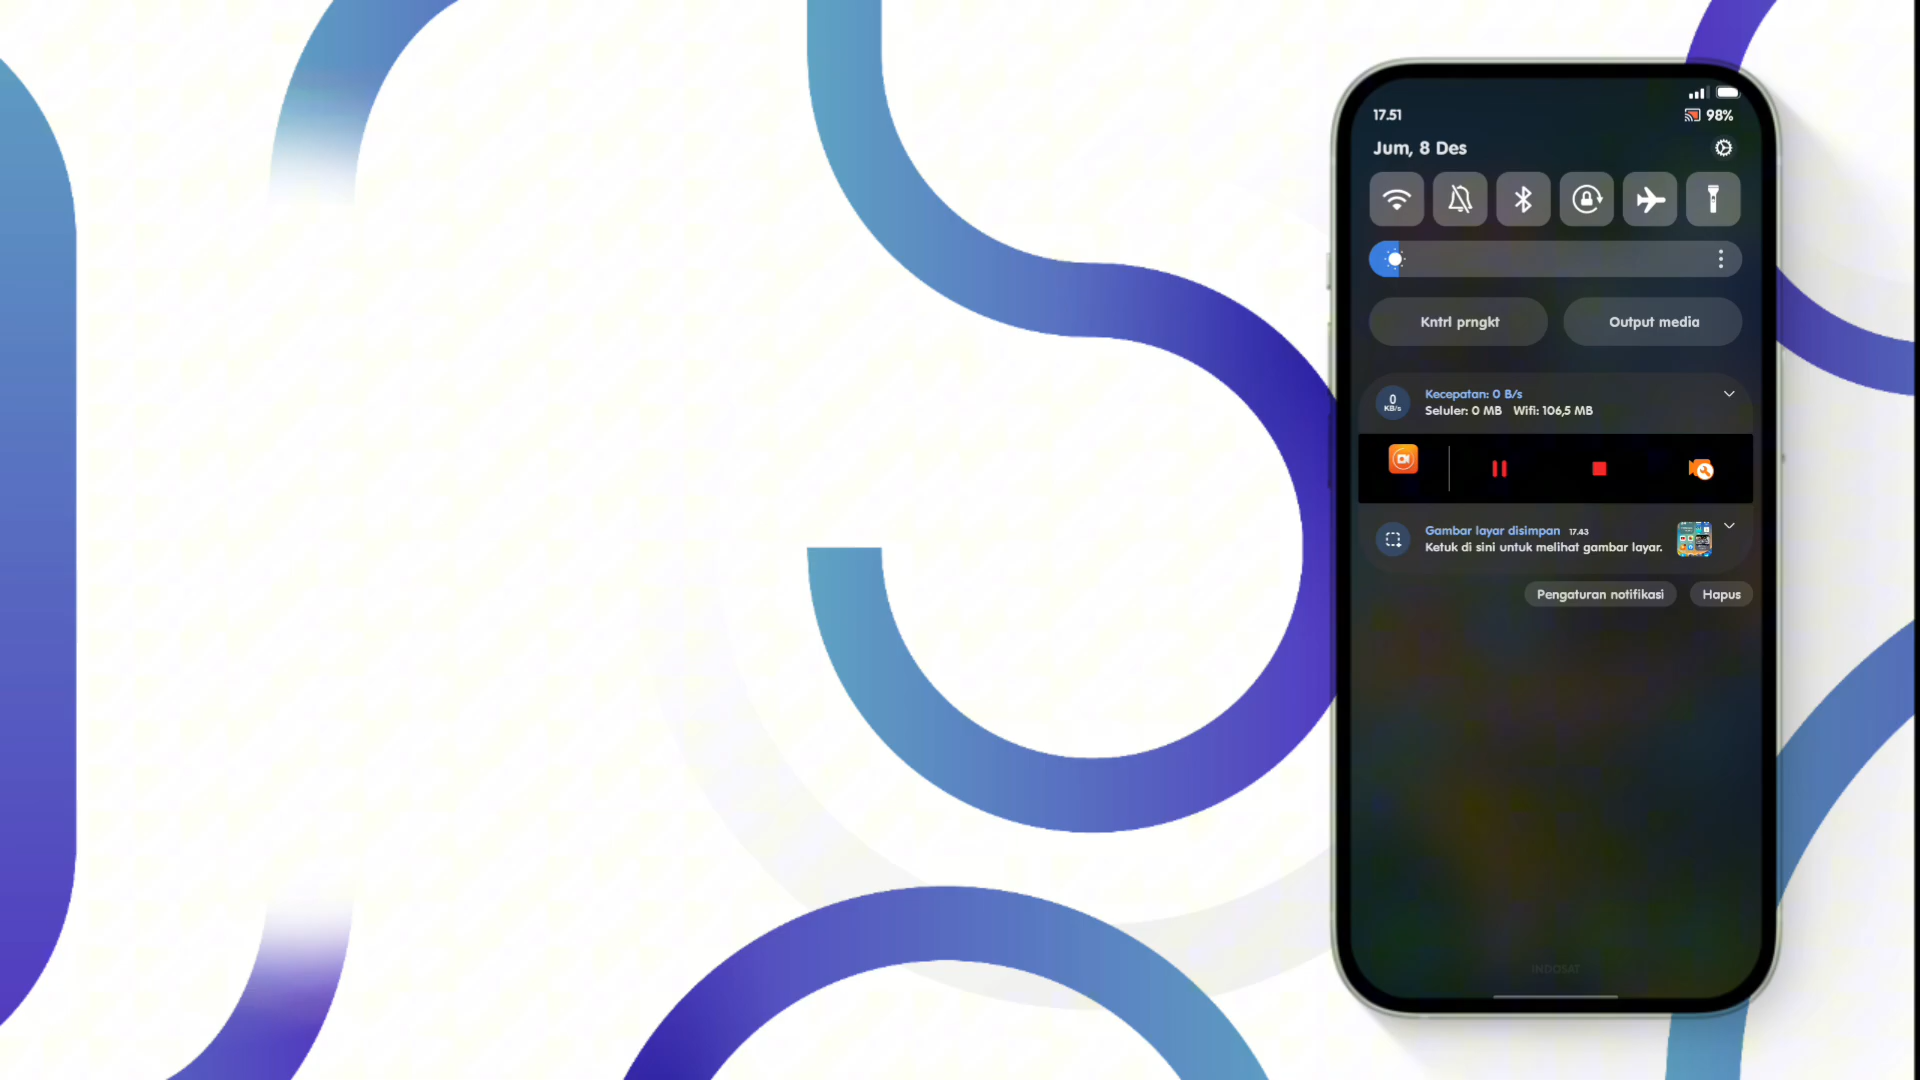 17.51
98%
Jum, 8 Des
Kntrl prngkt
Output media
0
KB/s
Kecepatan: 0 B/s
Seluler: 0 MB Wifi: 106,5 MB
Gambar layar disimpan 17.43
Ketuk di sini untuk melihat gambar layar.
Pengaturan notifikasi
Hapus
INDOSAT